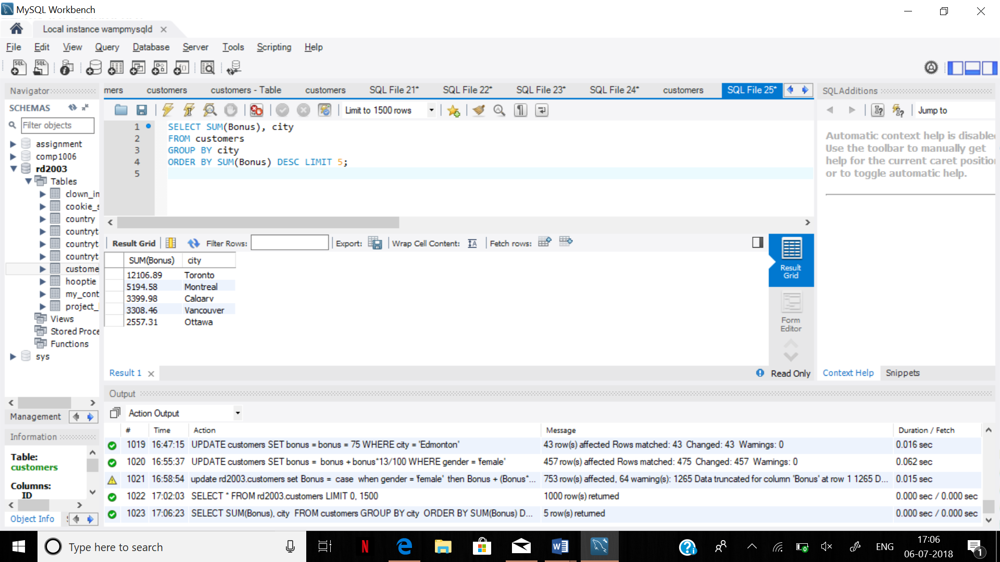 MySQL Workbench
Local instance wampmysqld
File Edit View Query Database Server Tools Scripting Help
Navigator
SCHEMAS
Filter objects
assignment
comp1006
rd2003
Tables
clown_in
cookie_s
country
countryt
countryt
countryt
custome
hooptie
my_cont
project_
Views
Stored Proce
Functions
sys
Management
Information
Table:
customers
Columns:
ID
Object Info
mers customers customers - Table customers SQL File 21* SQL File 22* SQL File 23* SQL File 24* customers SQL File 25*
Limit to 1500 rows
1 SELECT SUM(Bonus), city
2 FROM customers
3 GROUP BY city
4 ORDER BY SUM(Bonus) DESC LIMIT 5;
5
Result Grid Filter Rows: Export: Wrap Cell Content: Fetch rows:
SUM(Bonus) city
12106.89 Toronto
5194.58 Montreal
3399.98 Calgary
3308.46 Vancouver
2557.31 Ottawa
Result Grid
Form Editor
Result 1
Read Only
SQLAdditions
Jump to
Automatic context help is disable
Use the toolbar to manually get
help for the current caret positio
or to toggle automatic help.
Context Help Snippets
Output
Action Output
# Time Action Message Duration / Fetch
1019 16:47:15 UPDATE customers SET bonus = bonus = 75 WHERE city = 'Edmonton' 43 row(s) affected Rows matched: 43 Changed: 43 Warnings: 0 0.016 sec
1020 16:55:37 UPDATE customers SET bonus = bonus + bonus*13/100 WHERE gender = 'female' 457 row(s) affected Rows matched: 475 Changed: 457 Warnings: 0 0.062 sec
1021 16:58:54 update rd2003.customers set Bonus = case when gender = 'female' then Bonus + (Bonus*... 753 row(s) affected, 64 warning(s): 1265 Data truncated for column 'Bonus' at row 1 1265 D... 0.015 sec
1022 17:02:03 SELECT * FROM rd2003.customers LIMIT 0, 1500 1000 row(s) returned 0.000 sec / 0.000 sec
1023 17:06:23 SELECT SUM(Bonus), city FROM customers GROUP BY city ORDER BY SUM(Bonus) D... 5 row(s) returned 0.000 sec / 0.000 sec
Type here to search
ENG
17:06
06-07-2018
1